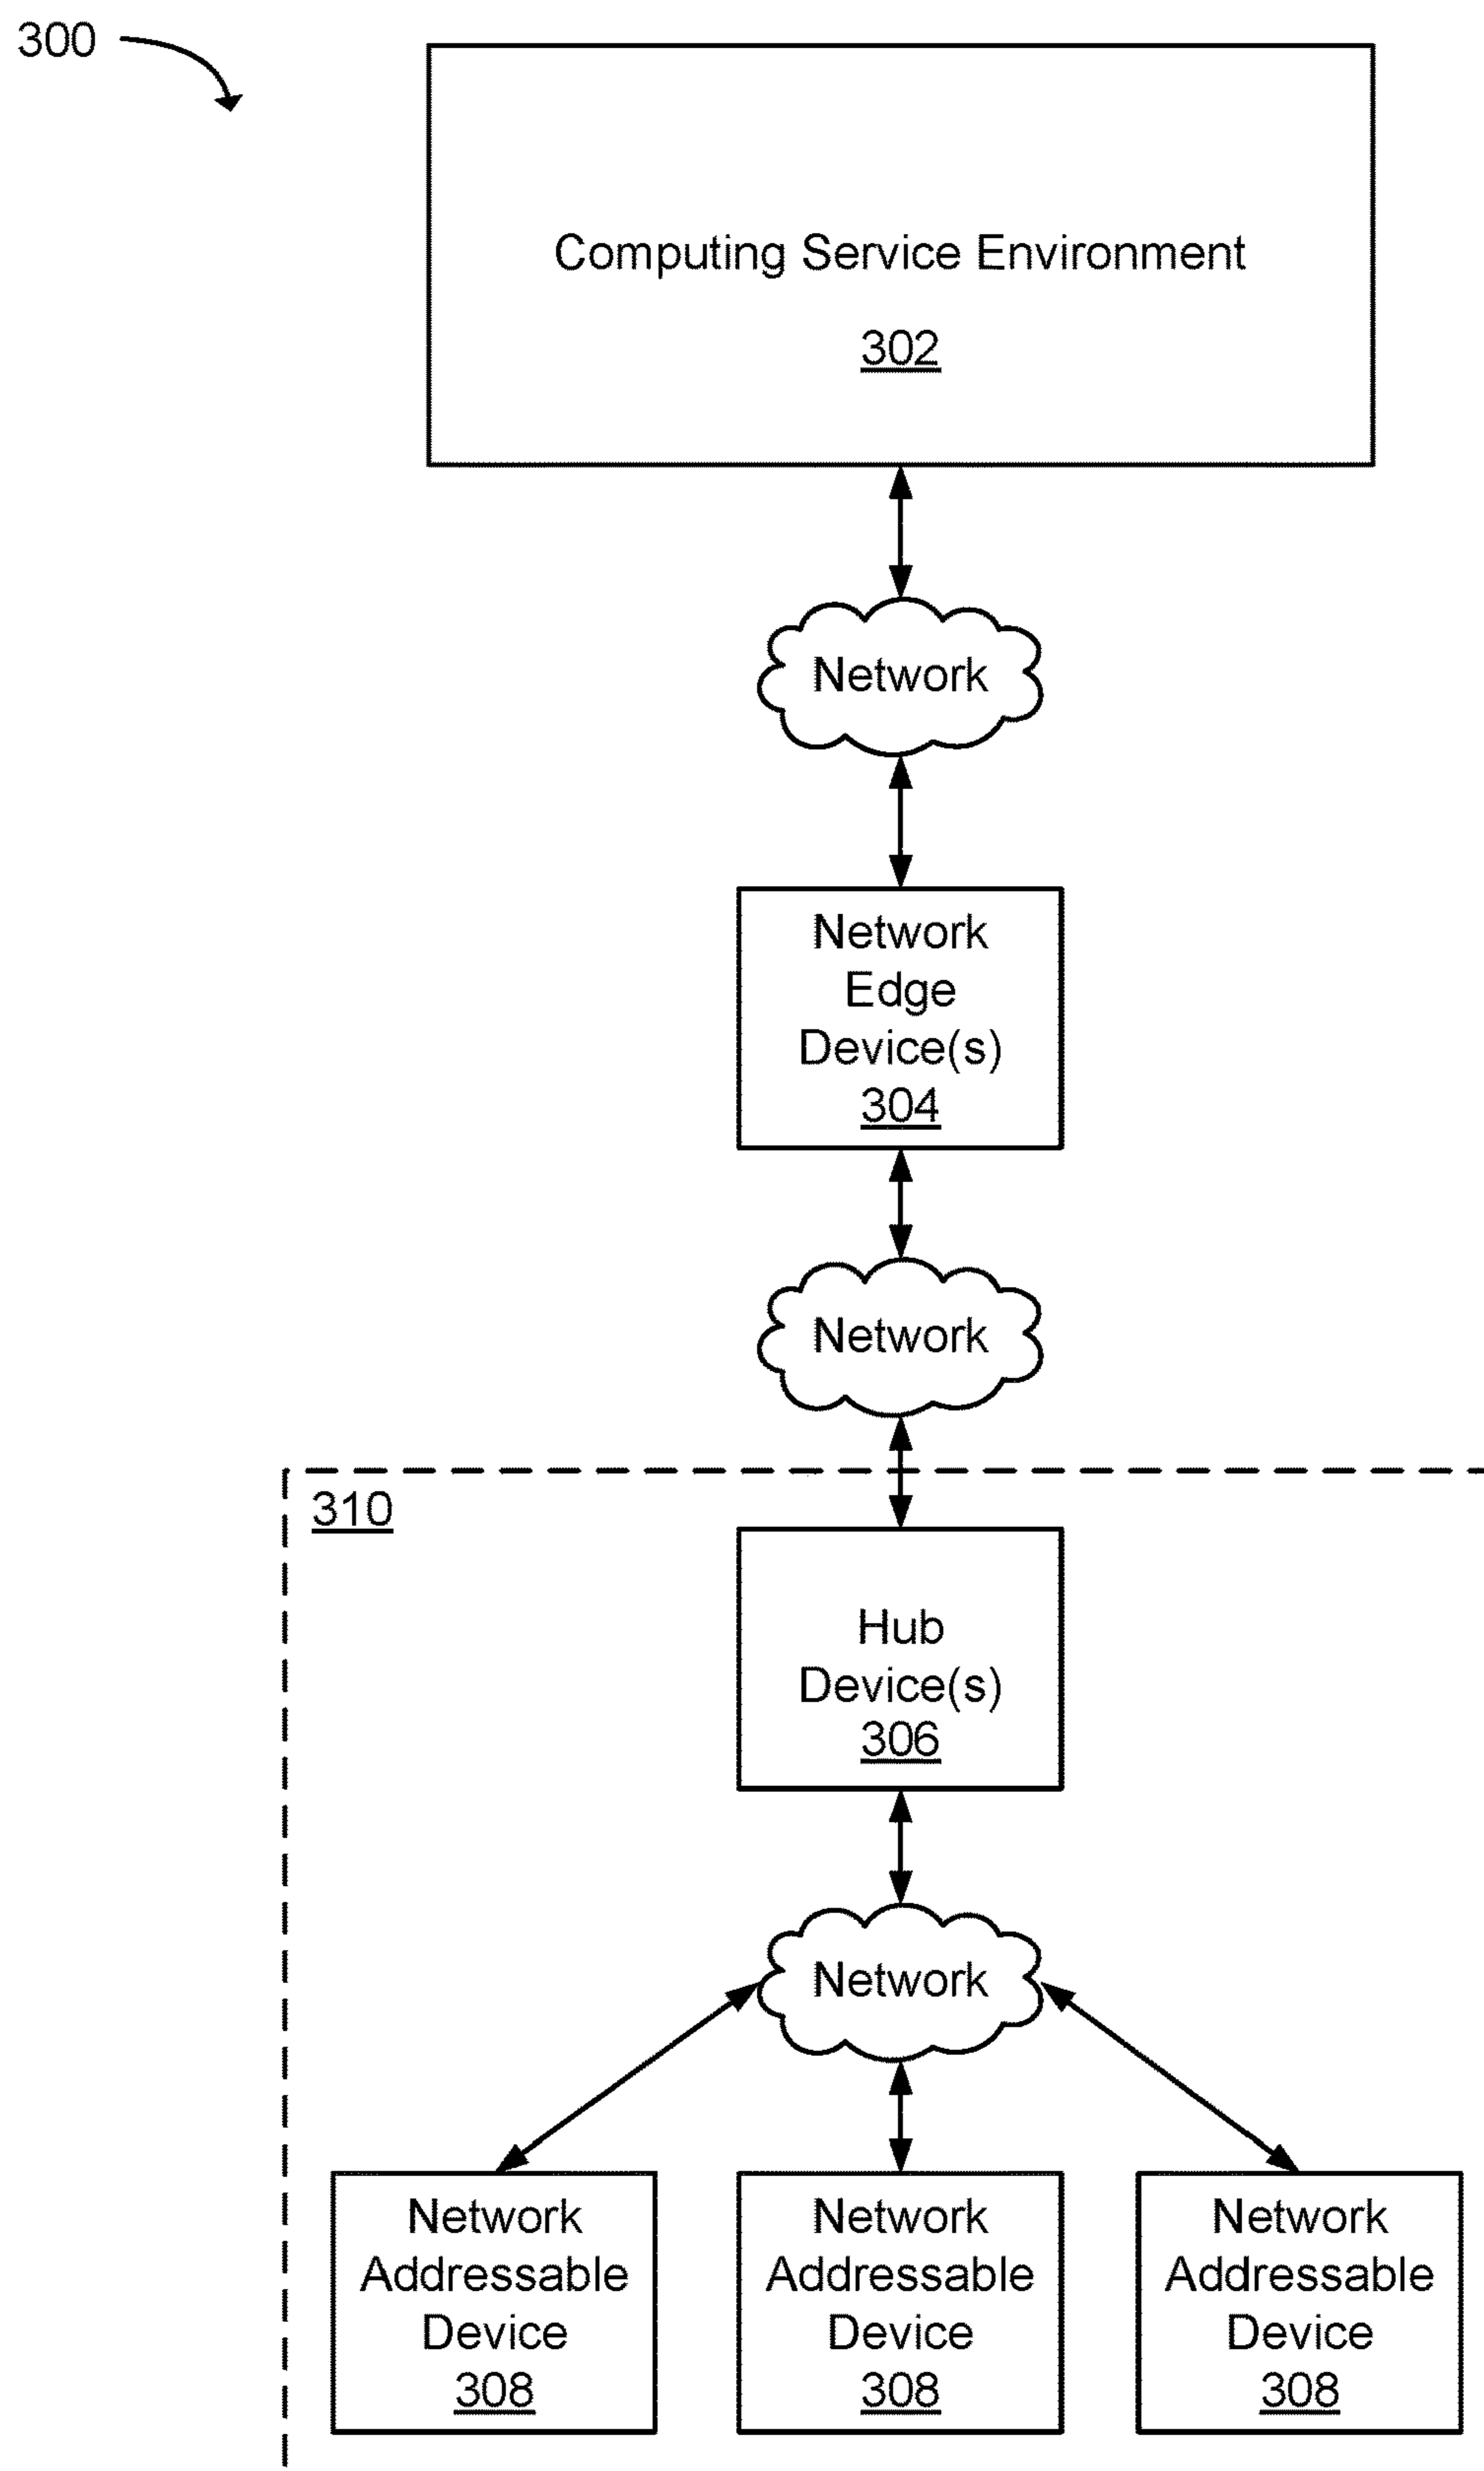 300
Computing Service Environment
302
Network
Network
Edge
Device(s)
304
Network
310
Hub
Device(s)
306
Network
Network
Addressable
Device
308
Network
Addressable
Device
308
Network
Addressable
Device
308